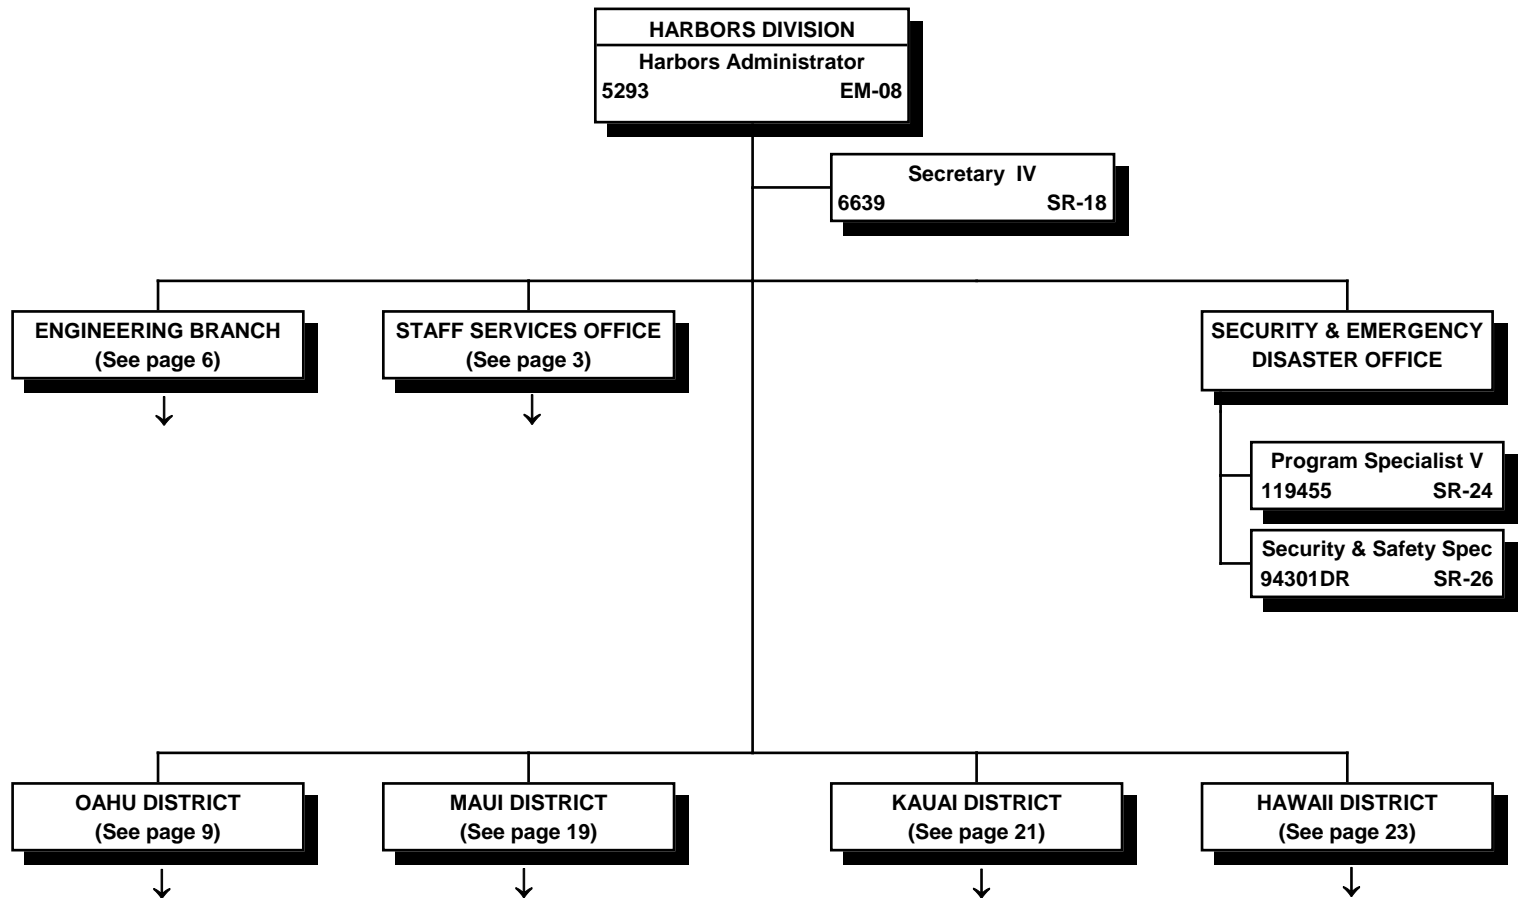 HARBORS DIVISION
Harbors Administrator
5293 EM-08
Secretary IV
6639 SR-18
ENGINEERING BRANCH
(See page 6)
STAFF SERVICES OFFICE
(See page 3)
SECURITY & EMERGENCY
DISASTER OFFICE
Program Specialist V
119455 SR-24
Security & Safety Spec
94301DR SR-26
OAHU DISTRICT
(See page 9)
MAUI DISTRICT
(See page 19)
KAUAI DISTRICT
(See page 21)
HAWAII DISTRICT
(See page 23)